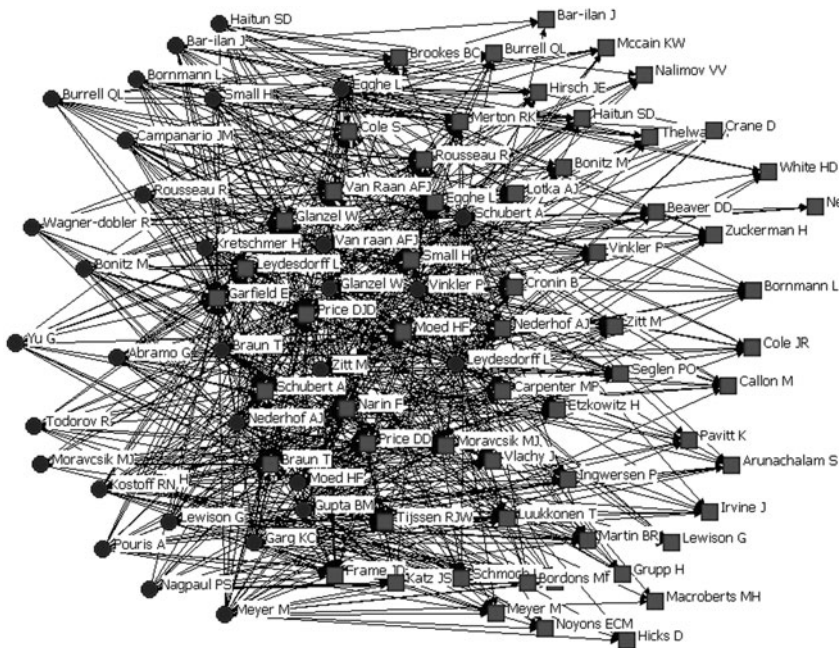 Haitun SD
Bar-ilan J
Bar-ilan J
Brookes BC
Burrell QL
Mccain KW
Bornmann L
Egghe L
Nalimov VV
Burrell QL
Small H
Hirsch JE
Merton RK
Haitun SD
Crane D
Campanario JM
Cole S
Rousseau R
Bonitz M
White HD
Rousseau R
Van Raan AFJ
Lotka AJ
Egghe L
Schubert A
Beaver DD
Ne
Wagner-dobler R
Glanzel W
Zuckerman H
Kretschmer H
Van raan AFJ
Vinkler P
Bonitz M
Leydesdorff L
Small H
Garfield E
Glanzel W
Vinkler P
Cronin B
Bornmann L
Price DJD
Moed HF
Nederhof AJ
Zitt M
Yu G
Abramo G
Braun T
Zitt M
Leydesdorff L
Cole JR
Seglen PO
Schubert A
Carpenter MP
Callon M
Narin F
Etzkowitz H
Todorov R
Nederhof AJ
Price DD
Moravcsik MJ
Pavitt K
Moravcsik MJ
Braun T
Vlachy J
Arunachalam S
Kostoff RN
H
Moed HF
Ingwersen P
Lewison G
Gupta BM
Tijssen RJW
Luukkonen T
Irvine J
Pouris A
Garg KC
Martin BR
Lewison G
Nagpaul PS
Frame JD
Katz JS
Schmoch
Bordons Mf
Grupp H
Meyer M
Meyer M
Macroberts MH
Noyons ECM
Hicks D